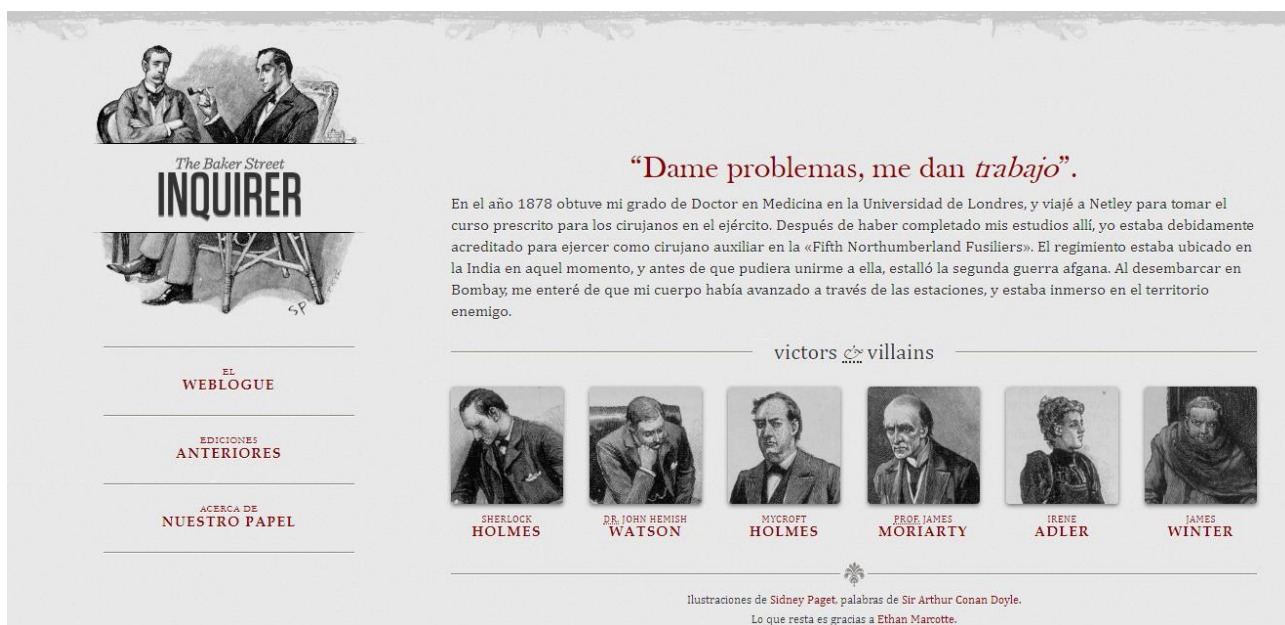 The Baker Street
INQUIRER
SP
EL
WEBLOGUE
EDICIONES
ANTERIORES
ACERCA DE
NUESTRO PAPEL
“Dame problemas, me dan trabajo”.
En el año 1878 obtuve mi grado de Doctor en Medicina en la Universidad de Londres, y viajé a Netley para tomar el
curso prescrito para los cirujanos en el ejército. Después de haber completado mis estudios allí, yo estaba debidamente
acreditado para ejercer como cirujano auxiliar en la «Fifth Northumberland Fusiliers». El regimiento estaba ubicado en
la India en aquel momento, y antes de que pudiera unirme a ella, estalló la segunda guerra afgana. Al desembarcar en
Bombay, me enteré de que mi cuerpo había avanzado a través de las estaciones, y estaba inmerso en el territorio
enemigo.
victors & villains
SHERLOCK
HOLMES
DR. JOHN HEMISH
WATSON
MYCROFT
HOLMES
PROF. JAMES
MORIARTY
IRENE
ADLER
JAMES
WINTER
Ilustraciones de Sidney Paget, palabras de Sir Arthur Conan Doyle.
Lo que resta es gracias a Ethan Marcotte.